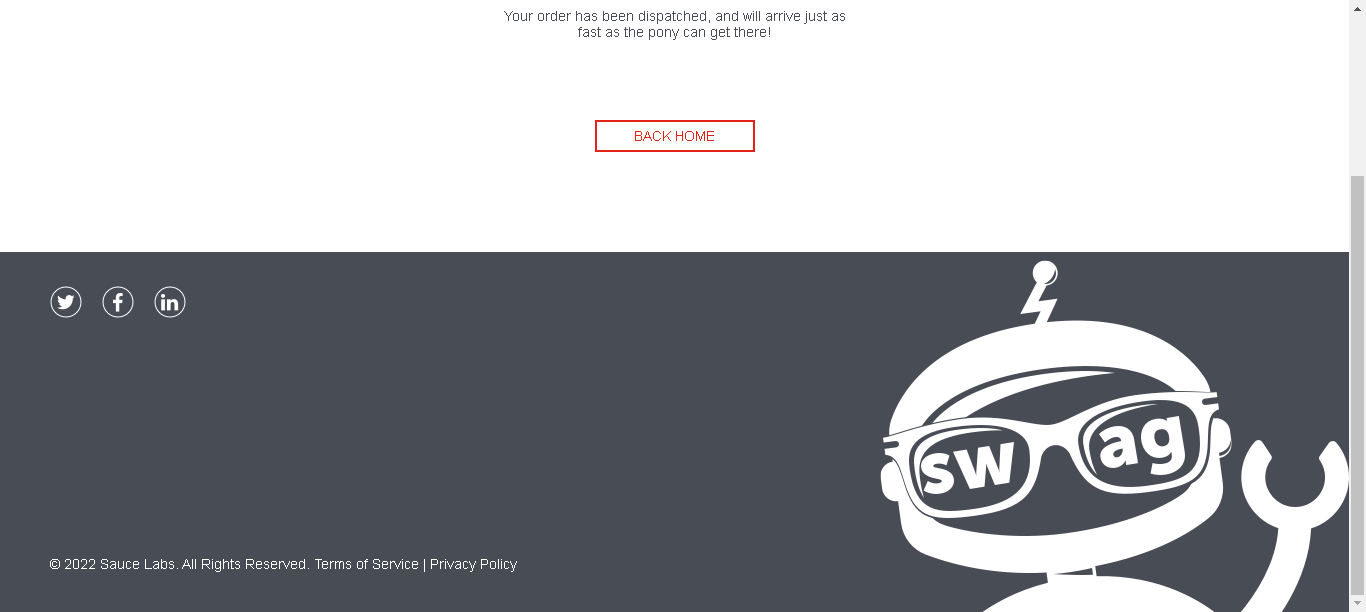 Your order has been dispatched, and will arrive just as
fast as the pony can get there!
BACK HOME
sw ag
© 2022 Sauce Labs. All Rights Reserved. Terms of Service | Privacy Policy